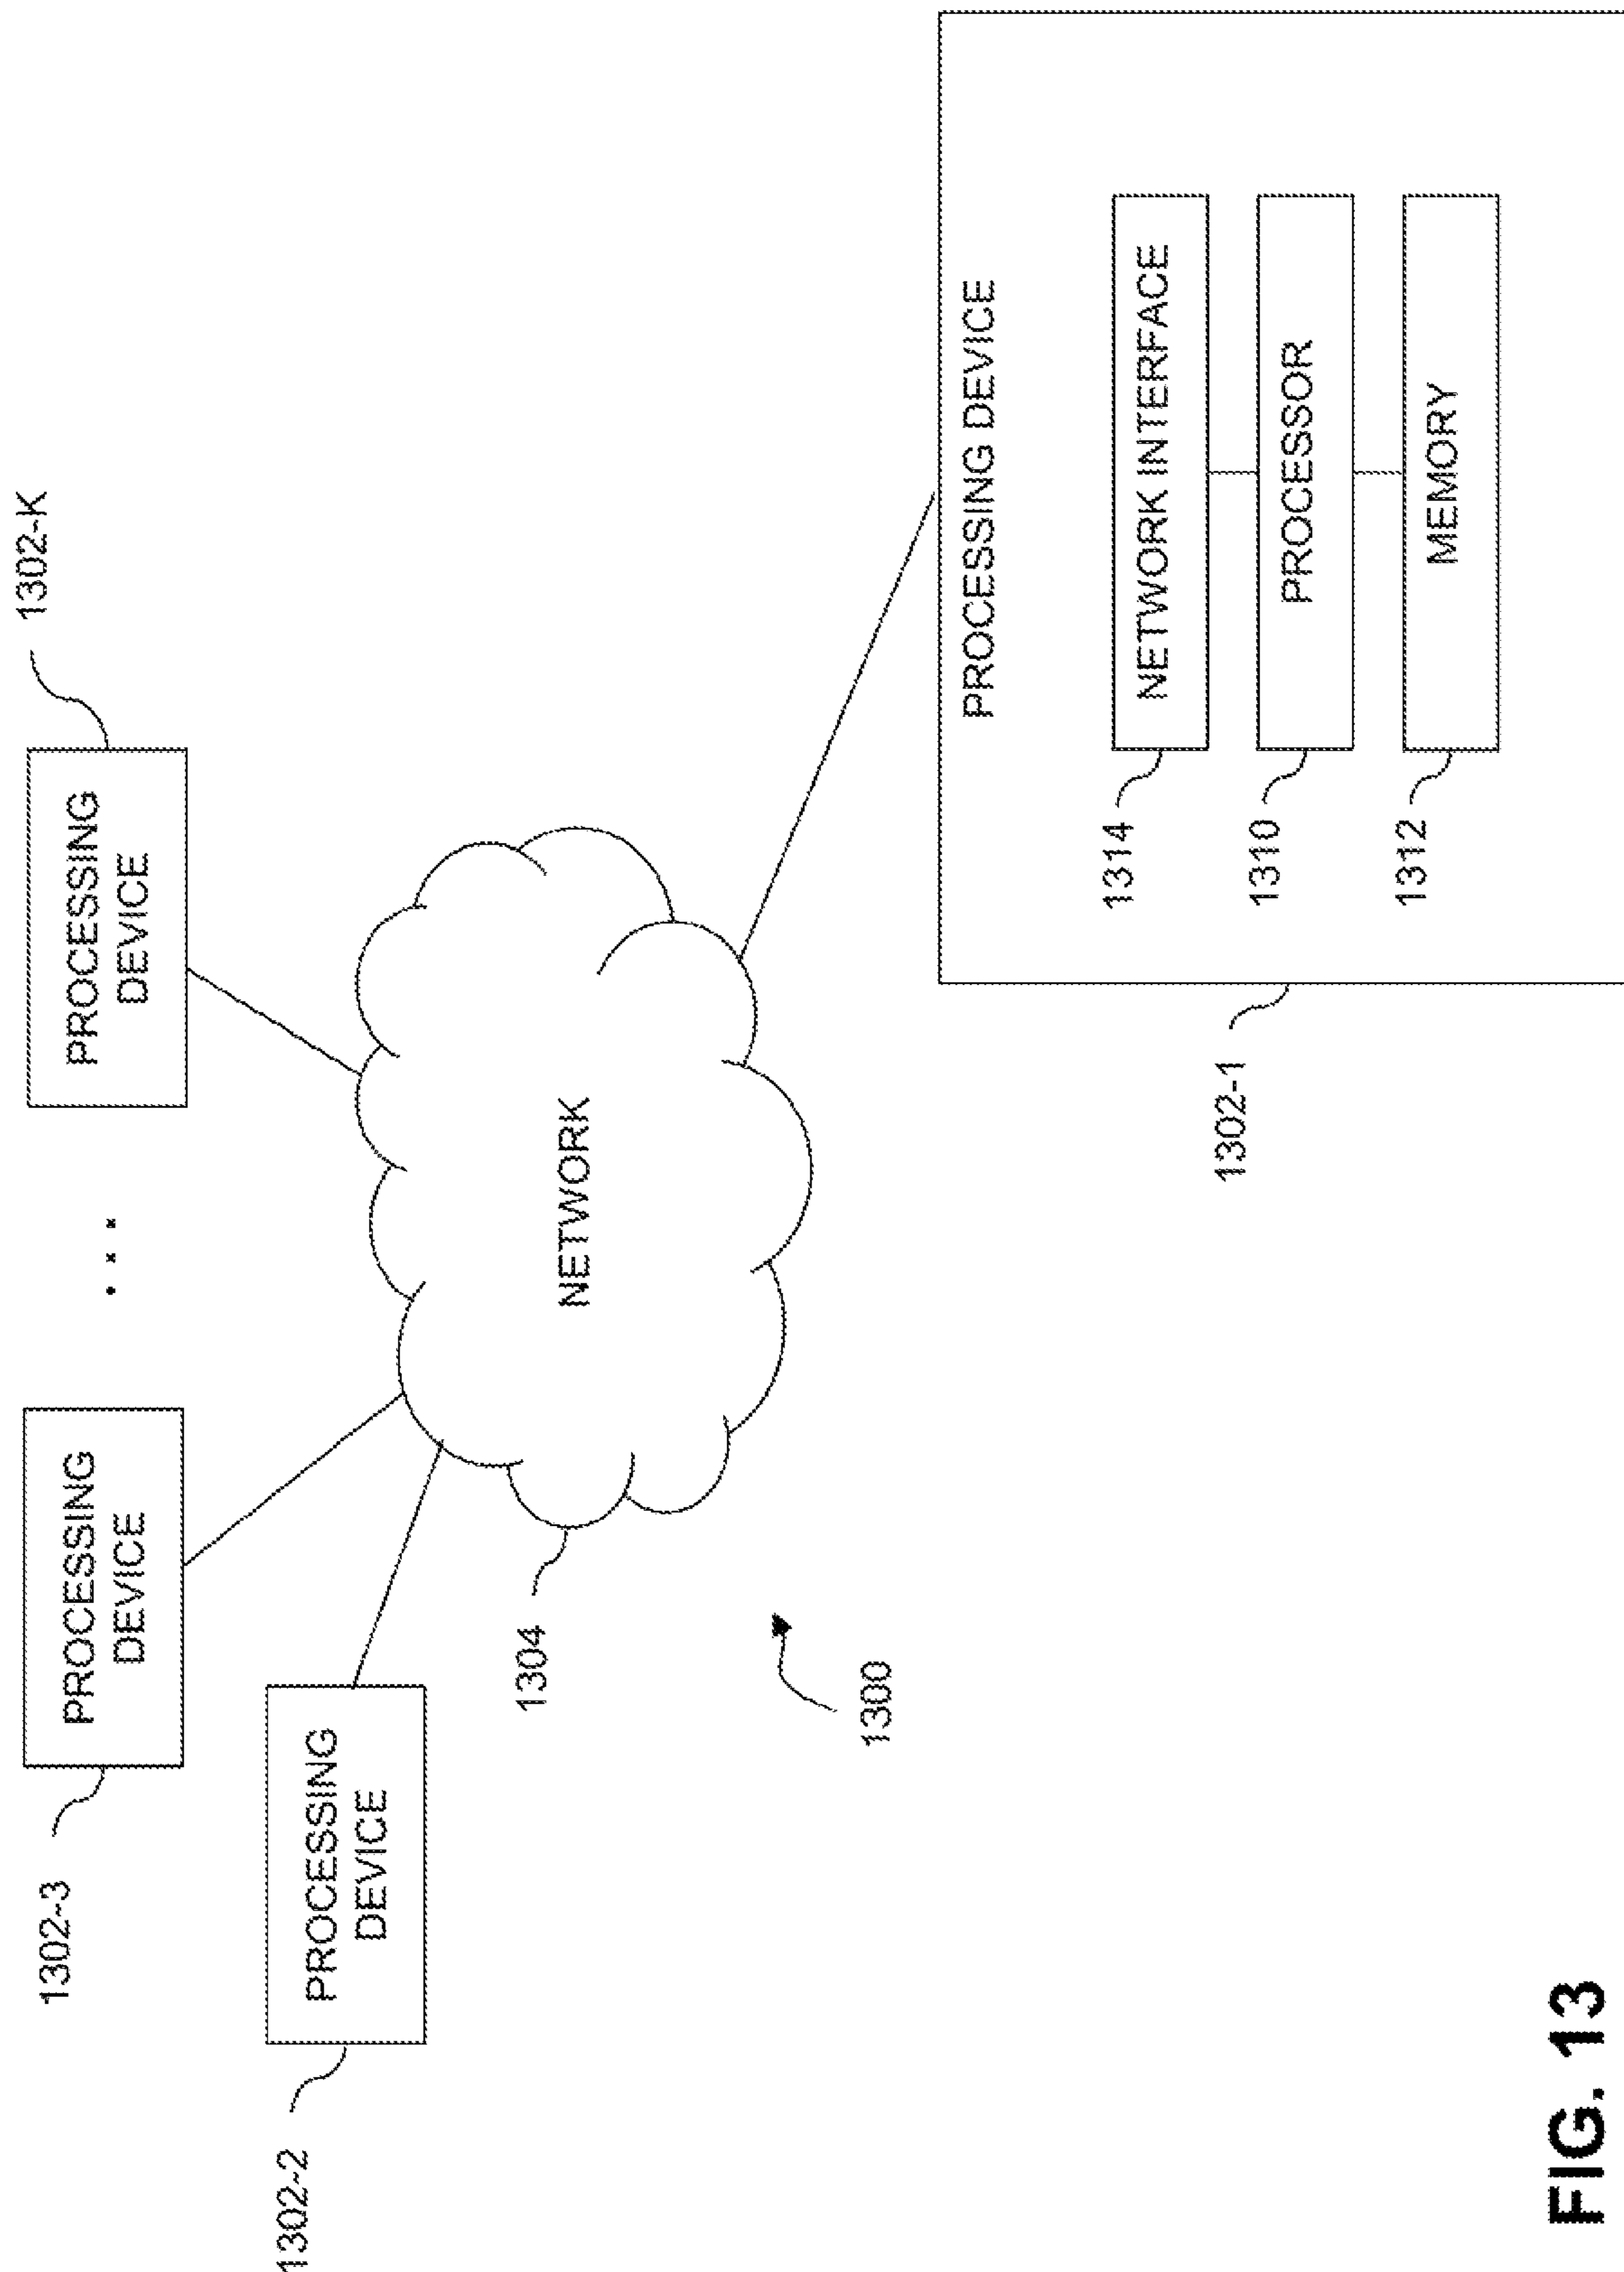 1302-2
PROCESSING
DEVICE
1302-3
PROCESSING
DEVICE
. . .
PROCESSING
DEVICE
1302-K
1304
NETWORK
1300
1302-1
PROCESSING DEVICE
1314
NETWORK INTERFACE
1310
PROCESSOR
1312
MEMORY
FIG. 13